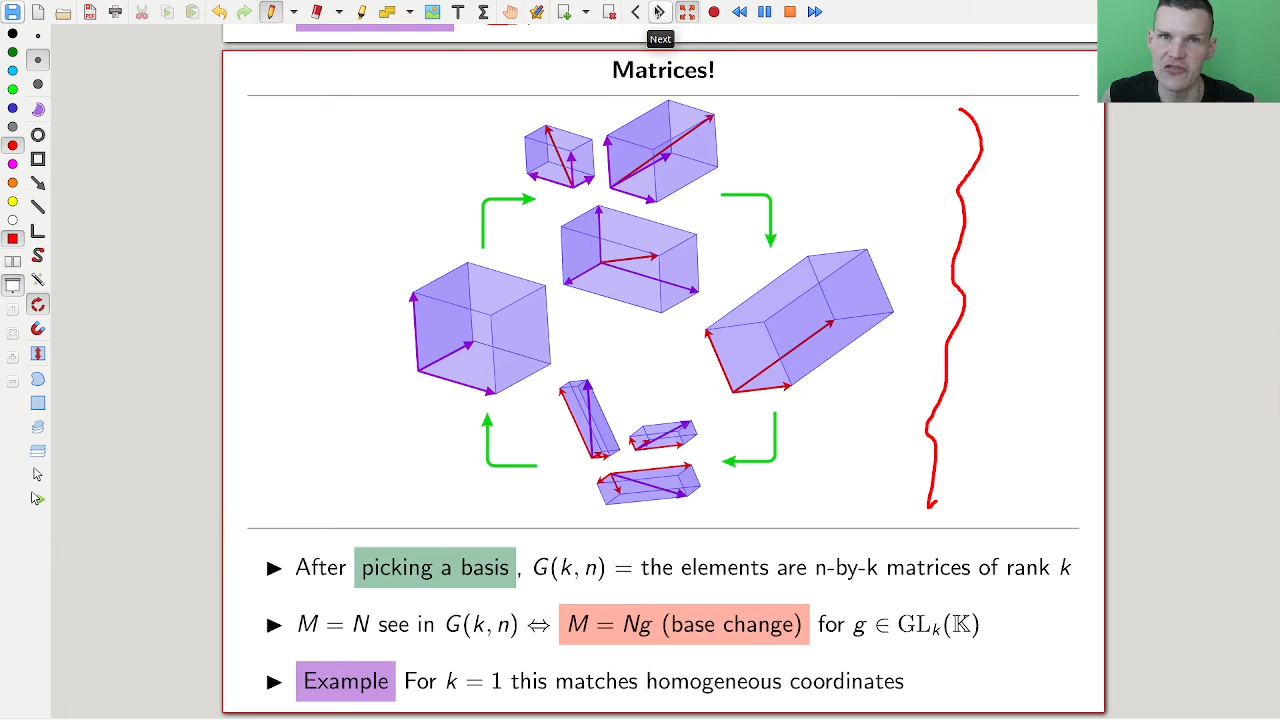 Next
Matrices!
▶ After picking a basis, G(k, n) = the elements are n-by-k matrices of rank k
▶ M = N see in G(k, n) ⇔ M = Ng (base change) for g ∈ GLₖ(𝕂)
▶ Example For k = 1 this matches homogeneous coordinates